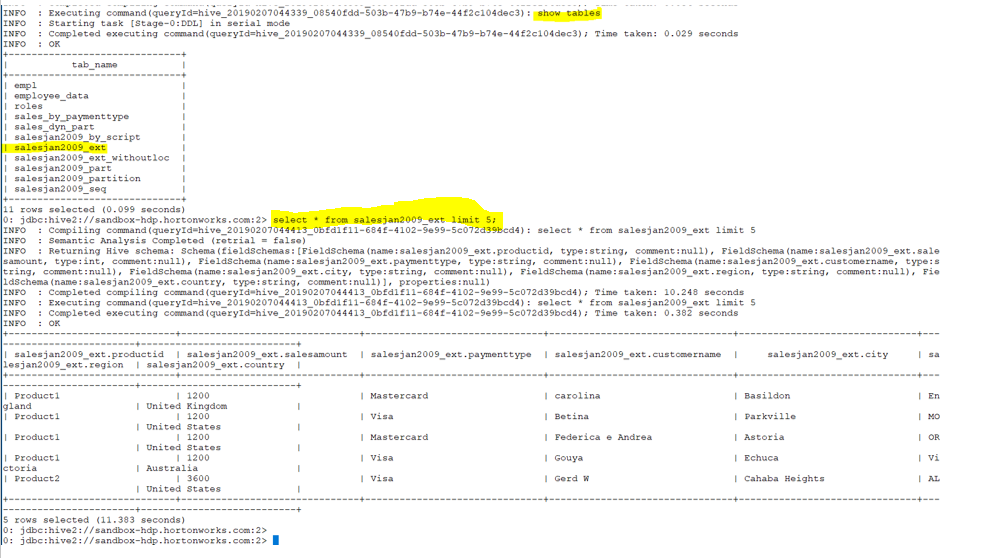 INFO  : Executing command(queryId=hive_20190207044339_08540fdd-503b-47b9-b74e-44f2c104dec3): show tables
INFO  : Starting task [Stage-0:DDL] in serial mode
INFO  : Completed executing command(queryId=hive_20190207044339_08540fdd-503b-47b9-b74e-44f2c104dec3); Time taken: 0.029 seconds
INFO  : OK
+------------------------------+
|           tab_name           |
+------------------------------+
| empl                         |
| employee_data                |
| roles                        |
| sales_by_paymenttype         |
| sales_dyn_part               |
| salesjan2009_by_script       |
| salesjan2009_ext             |
| salesjan2009_ext_withoutloc  |
| salesjan2009_part            |
| salesjan2009_partition       |
| salesjan2009_seq             |
+------------------------------+
11 rows selected (0.099 seconds)
0: jdbc:hive2://sandbox-hdp.hortonworks.com:2> select * from salesjan2009_ext limit 5;
INFO  : Compiling command(queryId=hive_20190207044413_0bfd1f11-684f-4102-9e99-5c072d39bcd4): select * from salesjan2009_ext limit 5
INFO  : Semantic Analysis Completed (retrial = false)
INFO  : Returning Hive schema: Schema(fieldSchemas:[FieldSchema(name:salesjan2009_ext.productid, type:string, comment:null), FieldSchema(name:salesjan2009_ext.sale
samount, type:int, comment:null), FieldSchema(name:salesjan2009_ext.paymenttype, type:string, comment:null), FieldSchema(name:salesjan2009_ext.customername, type:s
tring, comment:null), FieldSchema(name:salesjan2009_ext.city, type:string, comment:null), FieldSchema(name:salesjan2009_ext.region, type:string, comment:null), Fie
ldSchema(name:salesjan2009_ext.country, type:string, comment:null)], properties:null)
INFO  : Completed compiling command(queryId=hive_20190207044413_0bfd1f11-684f-4102-9e99-5c072d39bcd4); Time taken: 10.248 seconds
INFO  : Executing command(queryId=hive_20190207044413_0bfd1f11-684f-4102-9e99-5c072d39bcd4): select * from salesjan2009_ext limit 5
INFO  : Completed executing command(queryId=hive_20190207044413_0bfd1f11-684f-4102-9e99-5c072d39bcd4); Time taken: 0.382 seconds
INFO  : OK
| salesjan2009_ext.productid  | salesjan2009_ext.salesamount  | salesjan2009_ext.paymenttype  | salesjan2009_ext.customername  |     salesjan2009_ext.city     | sa
lesjan2009_ext.region  | salesjan2009_ext.country  |
| Product1                    | 1200                          | Mastercard                    | carolina                       | Basildon                      | En
gland                  | United Kingdom            |
| Product1                    | 1200                          | Visa                          | Betina                         | Parkville                     | MO
                       | United States             |
| Product1                    | 1200                          | Mastercard                    | Federica e Andrea              | Astoria                       | OR
                       | United States             |
| Product1                    | 1200                          | Visa                          | Gouya                          | Echuca                        | Vi
ctoria                 | Australia                 |
| Product2                    | 3600                          | Visa                          | Gerd W                         | Cahaba Heights                | AL
                       | United States             |
5 rows selected (11.383 seconds)
0: jdbc:hive2://sandbox-hdp.hortonworks.com:2>
0: jdbc:hive2://sandbox-hdp.hortonworks.com:2>